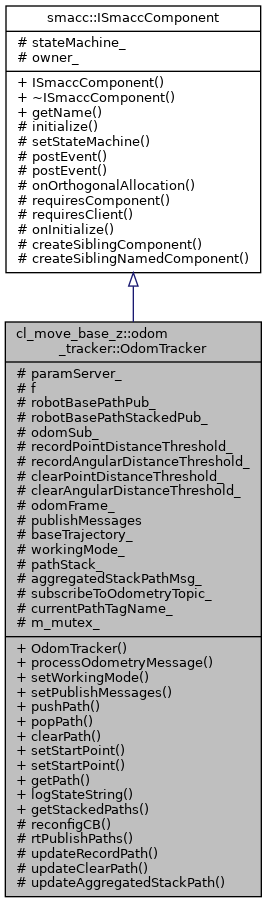 smacc::ISmaccComponent
# stateMachine_
# owner_
+ ISmaccComponent()
+ ~ISmaccComponent()
+ getName()
# initialize()
# setStateMachine()
# postEvent()
# postEvent()
# onOrthogonalAllocation()
# requiresComponent()
# requiresClient()
# onInitialize()
# createSiblingComponent()
# createSiblingNamedComponent()
cl_move_base_z::odom
_tracker::OdomTracker
# paramServer_
# f
# robotBasePathPub_
# robotBasePathStackedPub_
# odomSub_
# recordPointDistanceThreshold_
# recordAngularDistanceThreshold_
# clearPointDistanceThreshold_
# clearAngularDistanceThreshold_
# odomFrame_
# publishMessages
# baseTrajectory_
# workingMode_
# pathStack_
# aggregatedStackPathMsg_
# subscribeToOdometryTopic_
# currentPathTagName_
# m_mutex_
+ OdomTracker()
+ processOdometryMessage()
+ setWorkingMode()
+ setPublishMessages()
+ pushPath()
+ popPath()
+ clearPath()
+ setStartPoint()
+ setStartPoint()
+ getPath()
+ logStateString()
+ getStackedPaths()
# reconfigCB()
# rtPublishPaths()
# updateRecordPath()
# updateClearPath()
# updateAggregatedStackPath()